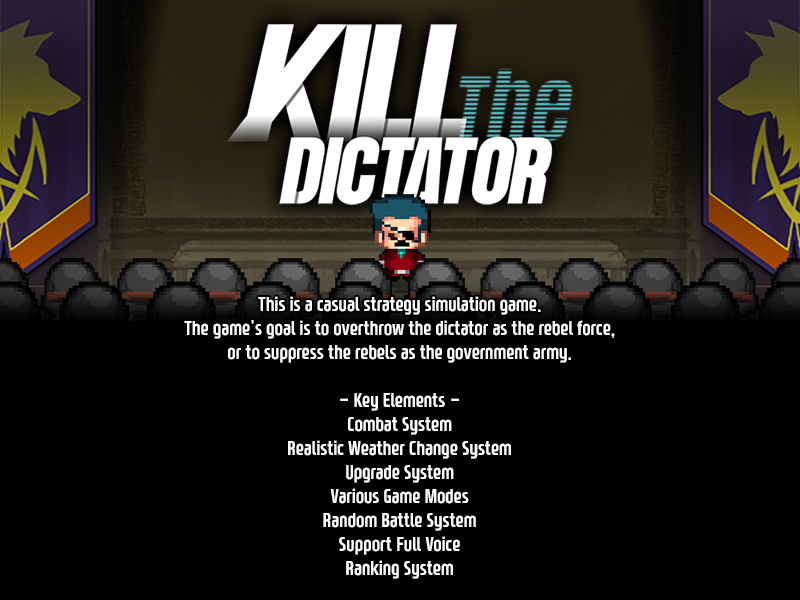 KILL The
DICTATOR
This is a casual strategy simulation game.
The game's goal is to overthrow the dictator as the rebel force,
or to suppress the rebels as the government army.
- Key Elements -
Combat System
Realistic Weather Change System
Upgrade System
Various Game Modes
Random Battle System
Support Full Voice
Ranking System